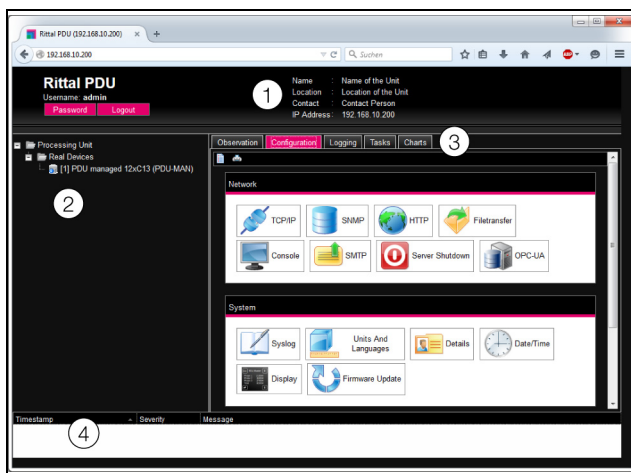 Rittal PDU (192.168.10.200)
192.168.10.200
Suchen
ABP
Rittal PDU
Username: admin
Password Logout
1
Name : Name of the Unit
Location : Location of the Unit
Contact : Contact Person
IP Address : 192.168.10.200
Processing Unit
Real Devices
[1] PDU managed 12xC13 (PDU-MAN)
2
Observation Configuration Logging Tasks Charts
3
Network
TCP/IP SNMP HTTP Filetransfer
Console SMTP Server Shutdown OPC-UA
System
Syslog Units And Languages Details Date/Time
Display Firmware Update
Timestamp Severity Message
4